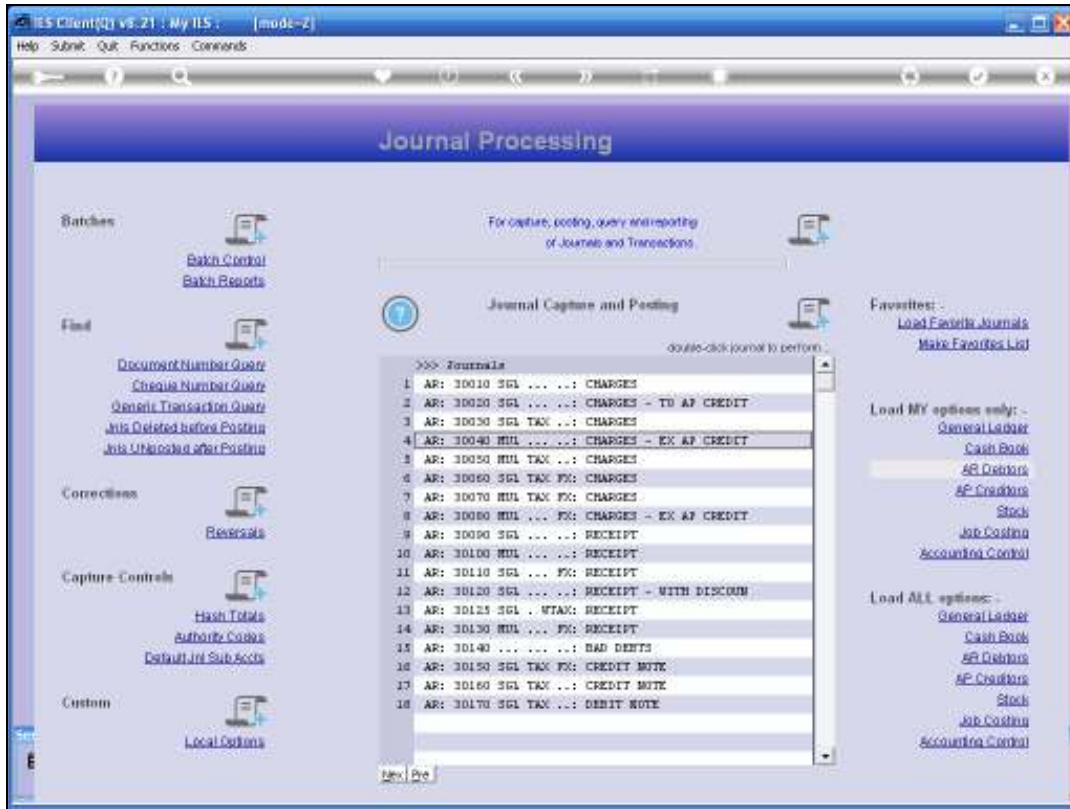 IES Client(Q) v8.21 : My IES : [mode=2]
Help Submit Quit Functions Commands
Journal Processing
Batches
Batch Control
Batch Reports
Find
Document Number Query
Cheque Number Query
Generic Transaction Query
Jnls Deleted before Posting
Jnls UNposted after Posting
Corrections
Reversals
Capture Controls
Hash Totals
Authority Codes
Default Jnl Sub Accts
Custom
Local Options
For capture, posting, query and reporting
of Journals and Transactions.
Journal Capture and Posting
double-click journal to perform ..
>>> Journals
1 AR: 30010 SGL ... ..: CHARGES
2 AR: 30020 SGL ... ..: CHARGES - TO AP CREDIT
3 AR: 30030 SGL TAX ..: CHARGES
4 AR: 30040 MUL ... ..: CHARGES - EX AP CREDIT
5 AR: 30050 MUL TAX ..: CHARGES
6 AR: 30060 SGL TAX FX: CHARGES
7 AR: 30070 MUL TAX FX: CHARGES
8 AR: 30080 MUL ... FX: CHARGES - EX AP CREDIT
9 AR: 30090 SGL ... ..: RECEIPT
10 AR: 30100 MUL ... ..: RECEIPT
11 AR: 30110 SGL ... FX: RECEIPT
12 AR: 30120 SGL ... ..: RECEIPT - WITH DISCOUN
13 AR: 30125 SGL . WTAX: RECEIPT
14 AR: 30130 MUL ... FX: RECEIPT
15 AR: 30140 ... ... ..: BAD DEBTS
16 AR: 30150 SGL TAX FX: CREDIT NOTE
17 AR: 30160 SGL TAX ..: CREDIT NOTE
18 AR: 30170 SGL TAX ..: DEBIT NOTE
Nex Pre
Favorites: -
Load Favorite Journals
Make Favorites List
Load MY options only: -
General Ledger
Cash Book
AR Debtors
AP Creditors
Stock
Job Costing
Accounting Control
Load ALL options: -
General Ledger
Cash Book
AR Debtors
AP Creditors
Stock
Job Costing
Accounting Control